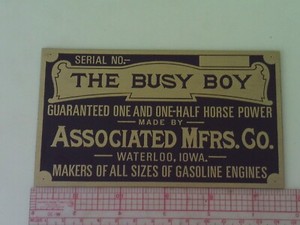 SERIAL NO.-
THE BUSY BOY
GUARANTEED ONE AND ONE-HALF HORSE POWER
MADE BY
ASSOCIATED MFRS. CO.
WATERLOO, IOWA.
MAKERS OF ALL SIZES OF GASOLINE ENGINES